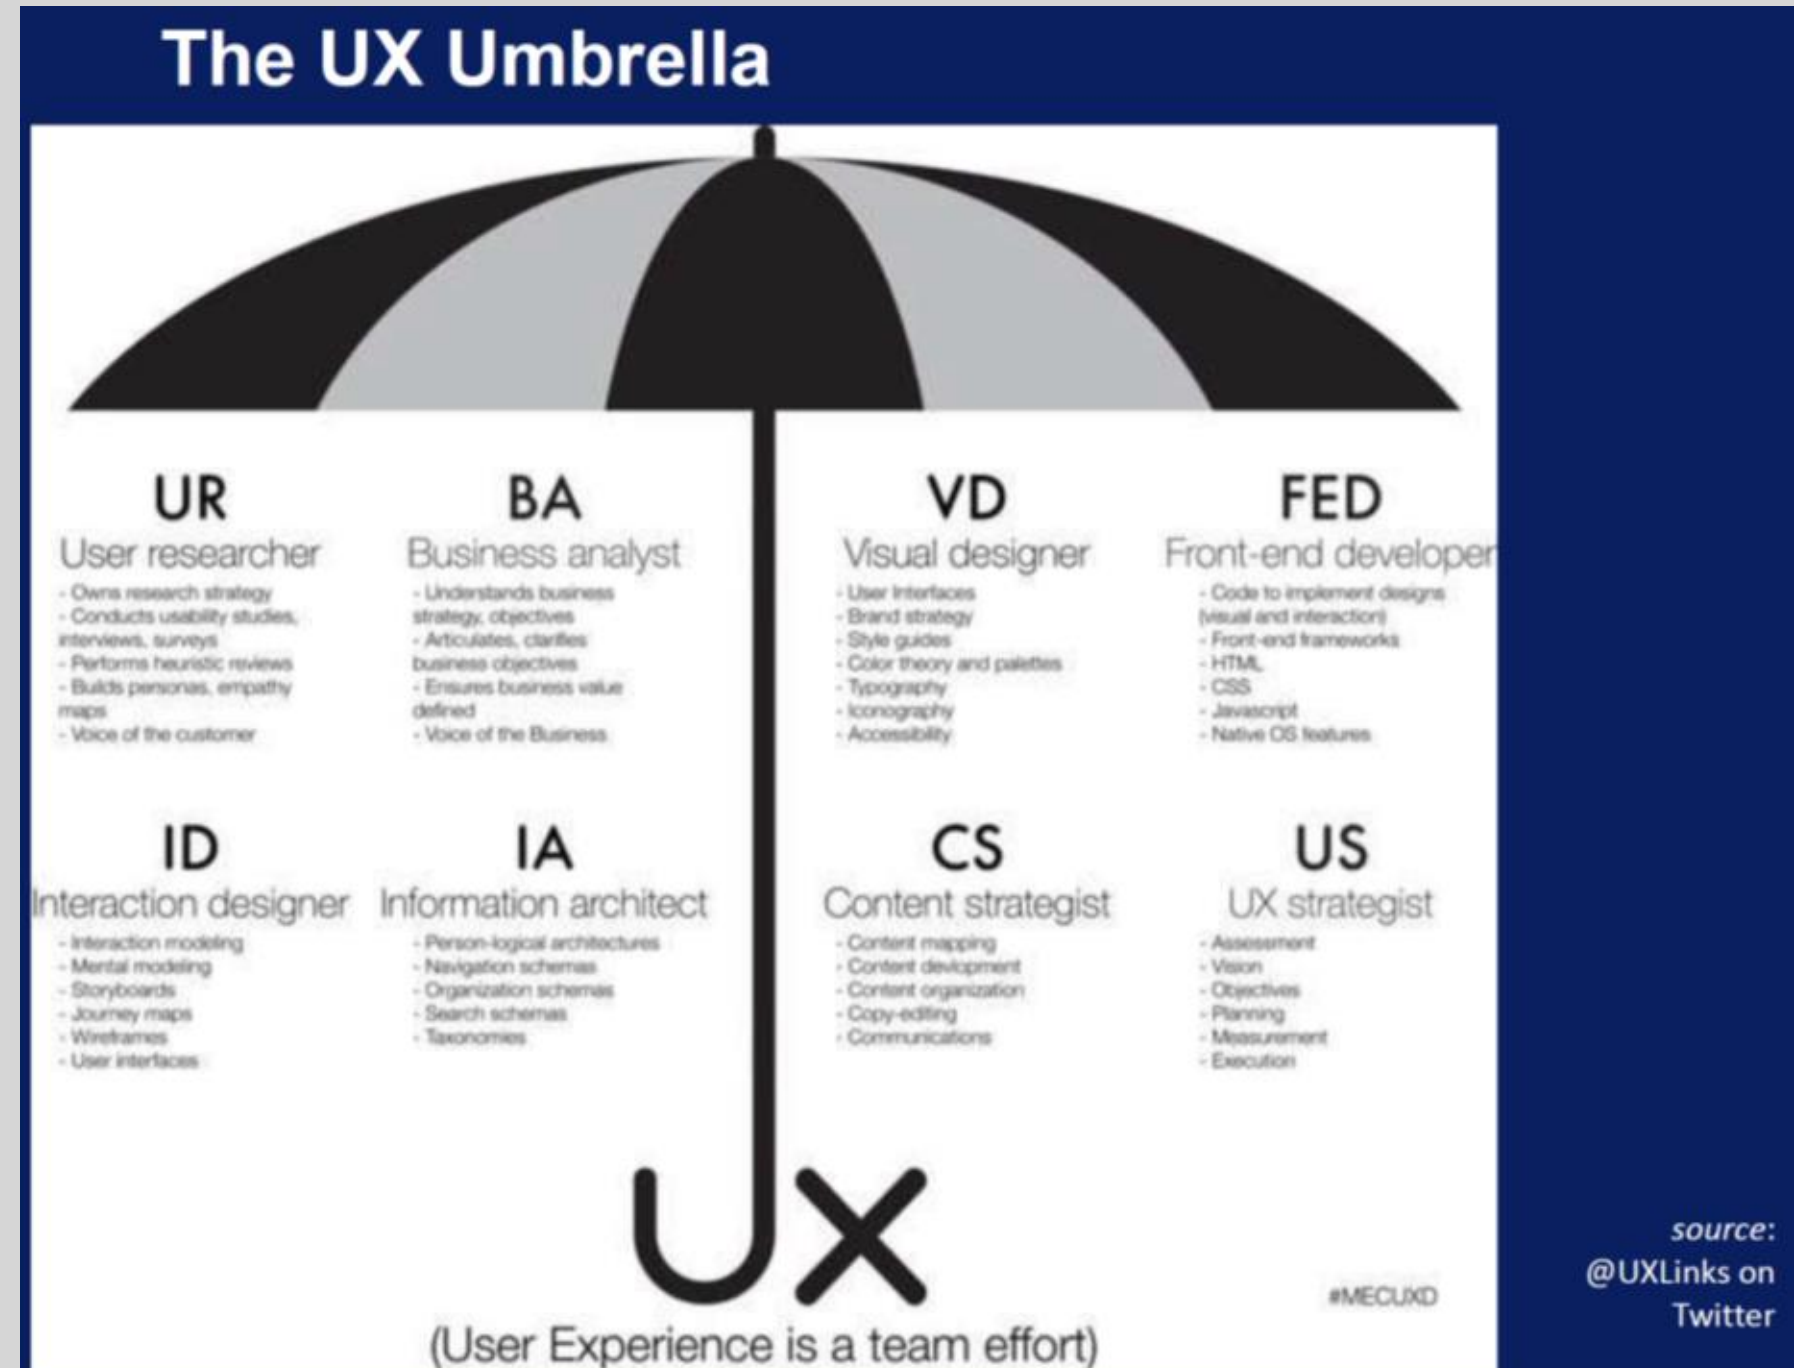 The UX Umbrella
UR
User researcher
- Owns research strategy
- Conducts usability studies,
interviews, surveys
- Performs heuristic reviews
- Builds personas, empathy
maps
- Voice of the customer
BA
Business analyst
- Understands business
strategy, objectives
- Articulates, clarifies
business objectives
- Ensures business value
defined
- Voice of the Business
VD
Visual designer
- User Interfaces
- Brand strategy
- Style guides
- Color theory and palettes
- Typography
- Iconography
- Accessibility
FED
Front-end developer
- Code to implement designs
(visual and interaction)
- Front-end frameworks
- HTML
- CSS
- Javascript
- Native OS features
ID
Interaction designer
- Interaction modeling
- Mental modeling
- Storyboards
- Journey maps
- Wireframes
- User interfaces
IA
Information architect
- Person-logical architectures
- Navigation schemas
- Organization schemas
- Search schemas
- Taxonomies
CS
Content strategist
- Content mapping
- Content devlopment
- Content organization
- Copy-editing
- Communications
US
UX strategist
- Assessment
- Vision
- Objectives
- Planning
- Measurement
- Execution
UX
(User Experience is a team effort)
#MECUXD
source:
@UXLinks on
Twitter